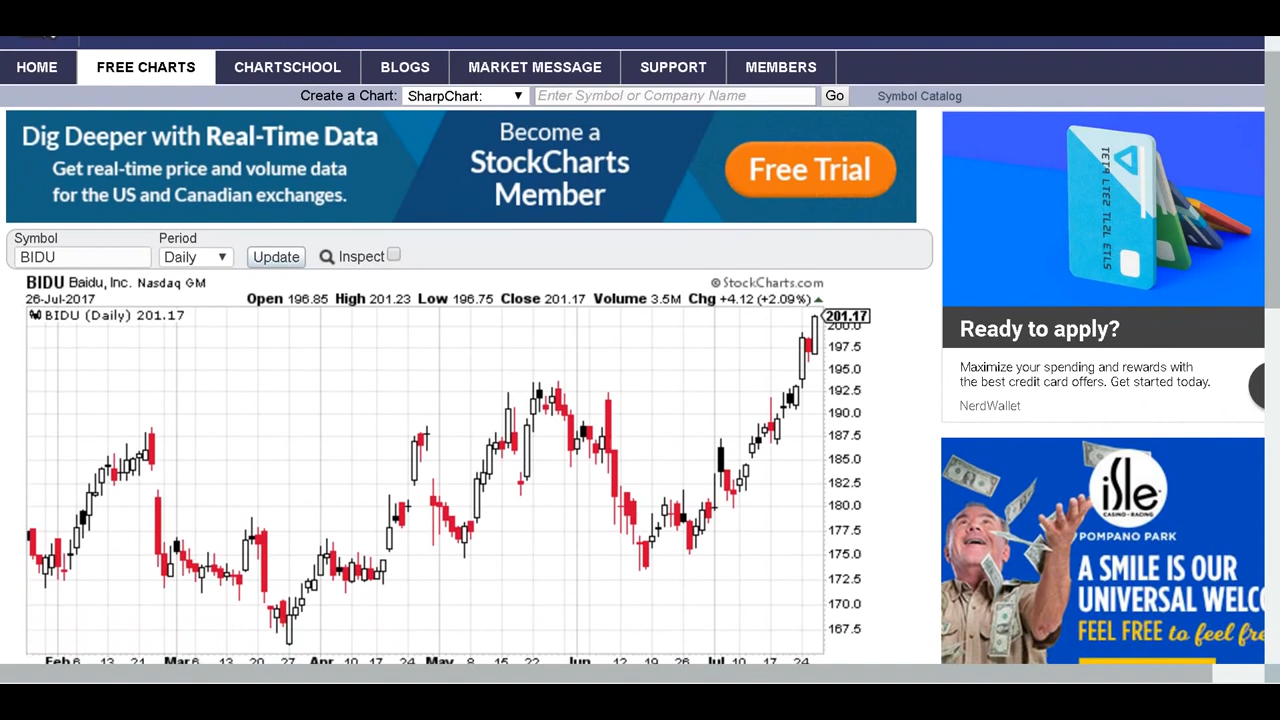 HOME FREE CHARTS CHARTSCHOOL BLOGS MARKET MESSAGE SUPPORT MEMBERS
Create a Chart: SharpChart: Enter Symbol or Company Name Go Symbol Catalog
Dig Deeper with Real-Time Data
Get real-time price and volume data
for the US and Canadian exchanges.
Become a
StockCharts
Member
Free Trial
Symbol Period
BIDU Daily Update Inspect
BIDU Baidu, Inc. Nasdaq GM © StockCharts.com
26-Jul-2017 Open 196.85 High 201.23 Low 196.75 Close 201.17 Volume 3.5M Chg +4.12 (+2.09%)
BIDU (Daily) 201.17
201.17
200.0
197.5
195.0
192.5
190.0
187.5
185.0
182.5
180.0
177.5
175.0
172.5
170.0
167.5
Feb 6 13 21 Mar 6 13 20 27 Apr 10 17 24 May 8 15 22 Jun 12 19 26 Jul 10 17 24
Ready to apply?
Maximize your spending and rewards with
the best credit card offers. Get started today.
NerdWallet
isle
CASINO • RACING
POMPANO PARK
A SMILE IS OUR
UNIVERSAL WELCO
FEEL FREE to feel fre